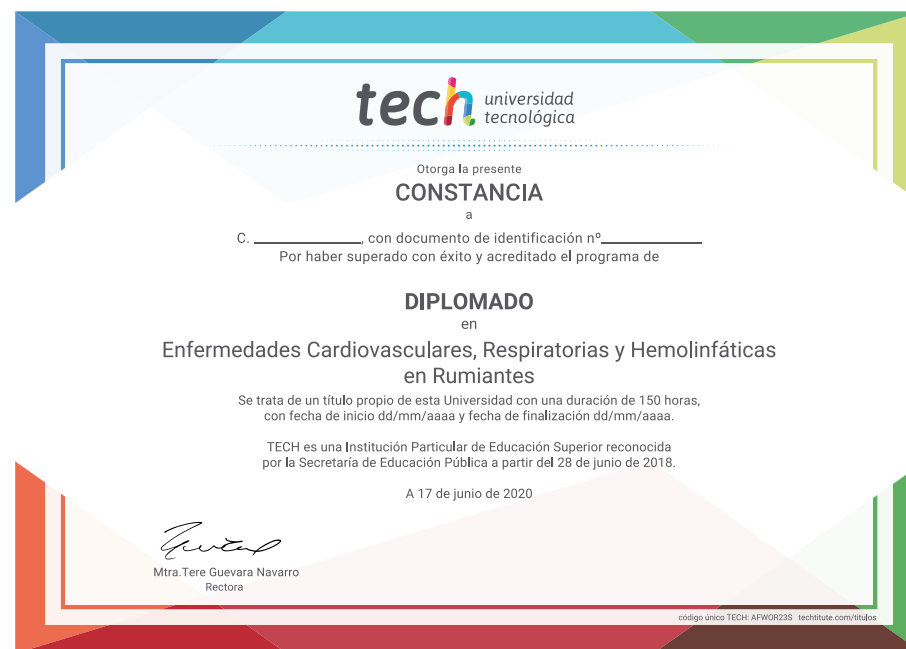 tech universidad
tecnológica
Otorga la presente
CONSTANCIA
a
C. ____________, con documento de identificación nº____________
Por haber superado con éxito y acreditado el programa de
DIPLOMADO
en
Enfermedades Cardiovasculares, Respiratorias y Hemolinfáticas
en Rumiantes
Se trata de un título propio de esta Universidad con una duración de 150 horas,
con fecha de inicio dd/mm/aaaa y fecha de finalización dd/mm/aaaa.
TECH es una Institución Particular de Educación Superior reconocida
por la Secretaría de Educación Pública a partir del 28 de junio de 2018.
A 17 de junio de 2020
Mtra.Tere Guevara Navarro
Rectora
código único TECH: AFWOR23S techtitute.com/titulos